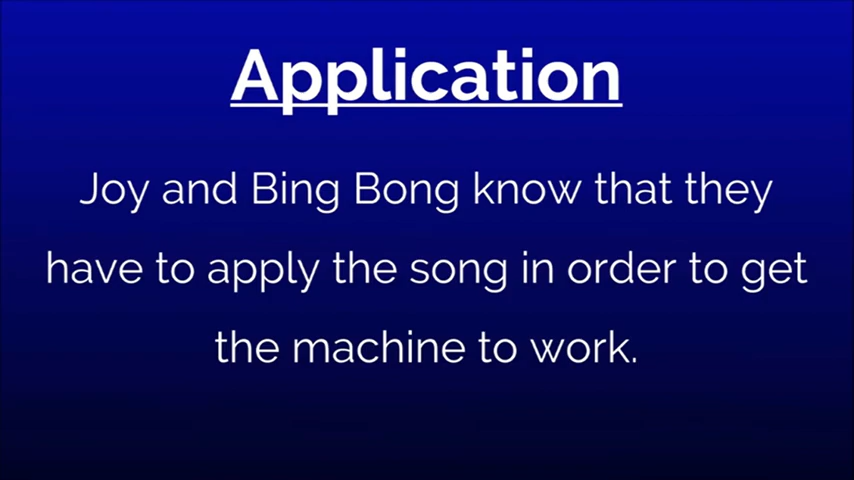 Application
Joy and Bing Bong know that they
have to apply the song in order to get
the machine to work.